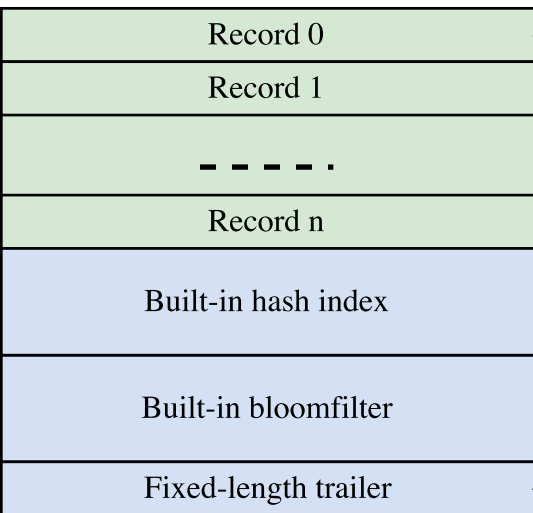 Record 0
Record 1
Record n
Built-in hash index
Built-in bloomfilter
Fixed-length trailer